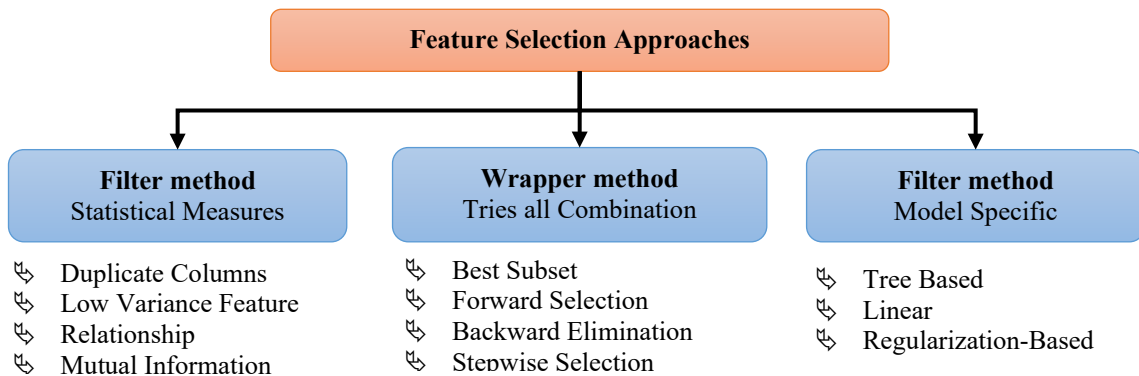 Feature Selection Approaches
Filter method
Statistical Measures
Wrapper method
Tries all Combination
Filter method
Model Specific
Duplicate Columns
Low Variance Feature
Relationship
Mutual Information
Best Subset
Forward Selection
Backward Elimination
Stepwise Selection
Tree Based
Linear
Regularization-Based